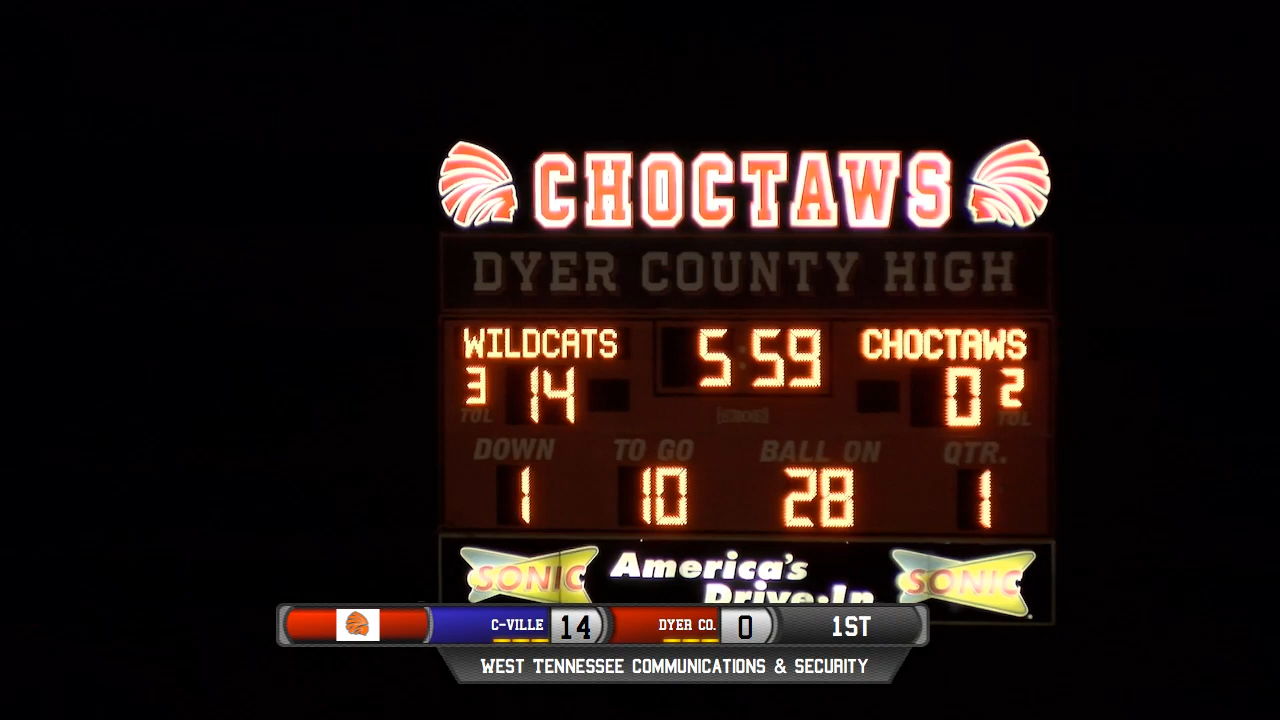 CHOCTAWS
DYER COUNTY HIGH
WILDCATS 5:59 CHOCTAWS
3 14 0 2
TOL TOL
DOWN TO GO BALL ON QTR.
1 10 28 1
SONIC America's SONIC
Drive-In
C-VILLE 14 DYER CO. 0 1ST
WEST TENNESSEE COMMUNICATIONS & SECURITY